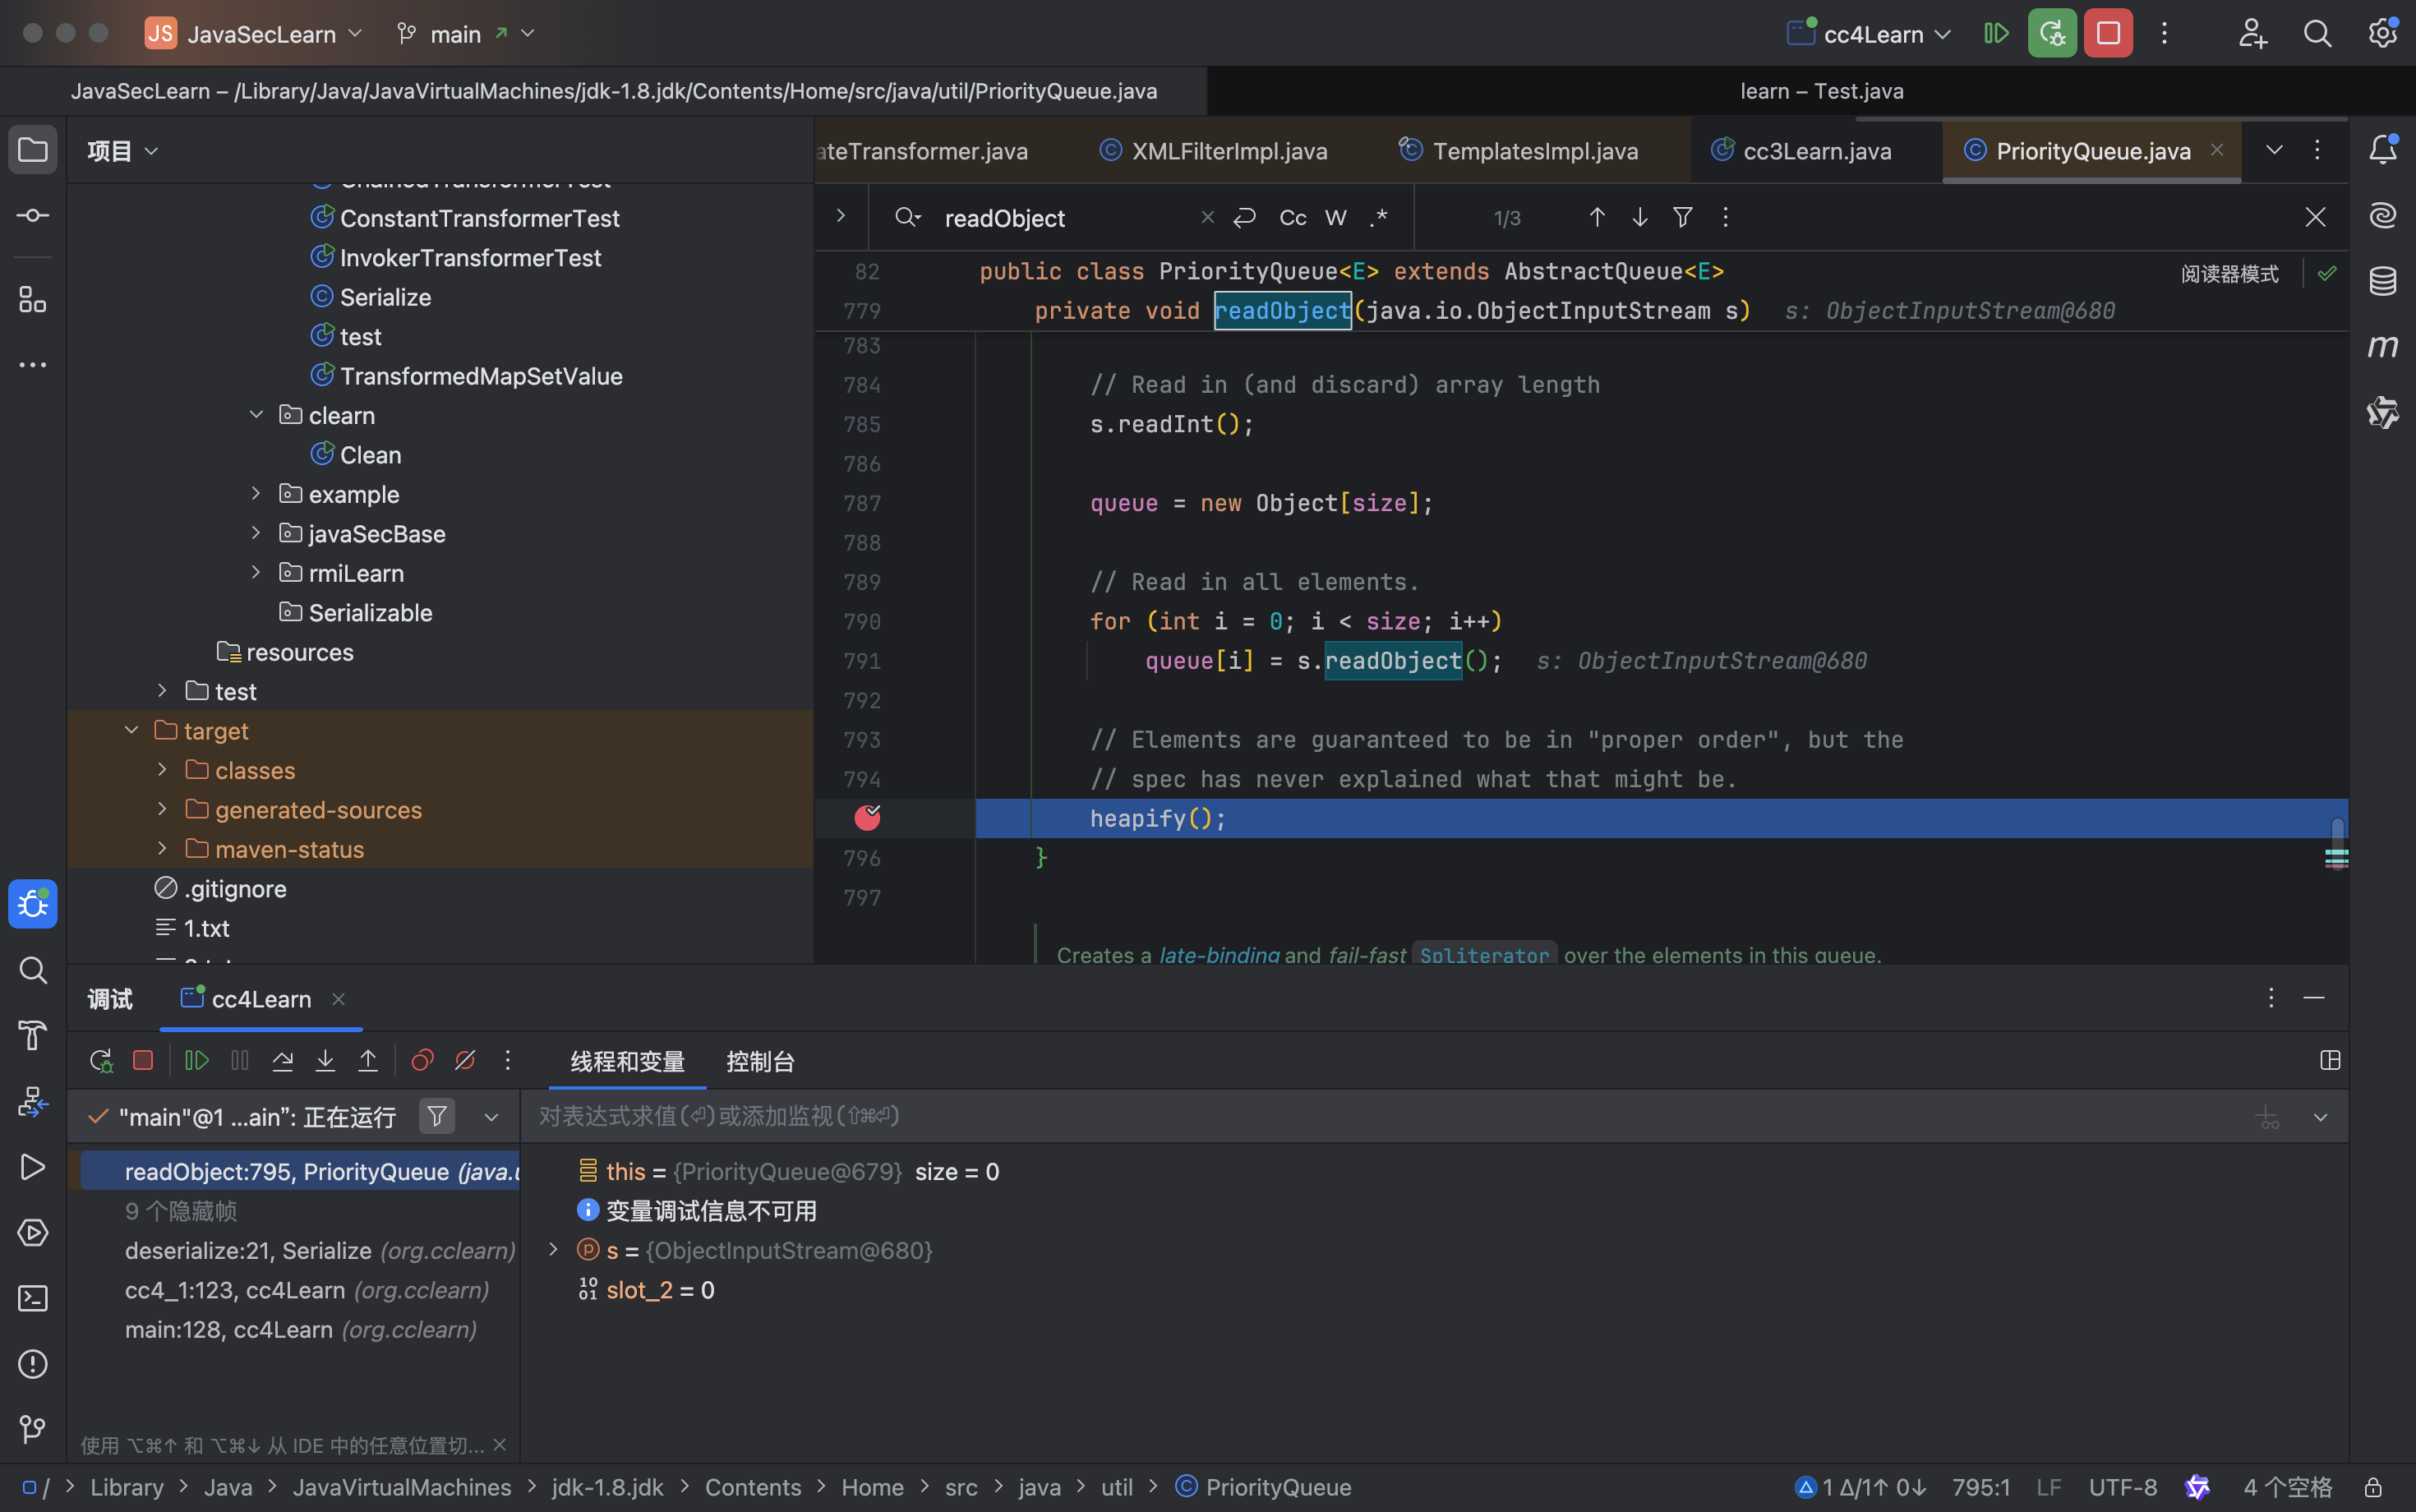 JS JavaSecLearn main cc4Learn
JavaSecLearn – /Library/Java/JavaVirtualMachines/jdk-1.8.jdk/Contents/Home/src/java/util/PriorityQueue.java
learn – Test.java
项目
ateTransformer.java XMLFilterImpl.java TemplatesImpl.java cc3Learn.java PriorityQueue.java
ChainedTransformerTest
ConstantTransformerTest
InvokerTransformerTest
Serialize
test
TransformedMapSetValue
clearn
Clean
example
javaSecBase
rmiLearn
Serializable
resources
test
target
classes
generated-sources
maven-status
.gitignore
1.txt
readObject Cc W .* 1/3
82 public class PriorityQueue<E> extends AbstractQueue<E>
阅读器模式
779 private void readObject(java.io.ObjectInputStream s) s: ObjectInputStream@680
783
784 // Read in (and discard) array length
785 s.readInt();
786
787 queue = new Object[size];
788
789 // Read in all elements.
790 for (int i = 0; i < size; i++)
791 queue[i] = s.readObject(); s: ObjectInputStream@680
792
793 // Elements are guaranteed to be in "proper order", but the
794 // spec has never explained what that might be.
heapify();
796 }
797
Creates a late-binding and fail-fast Spliterator over the elements in this queue.
调试 cc4Learn
线程和变量 控制台
"main"@1 ...ain”: 正在运行
对表达式求值(⏎)或添加监视(⇧⌘⏎)
readObject:795, PriorityQueue (java.u
9 个隐藏帧
deserialize:21, Serialize (org.cclearn)
cc4_1:123, cc4Learn (org.cclearn)
main:128, cc4Learn (org.cclearn)
this = {PriorityQueue@679} size = 0
变量调试信息不可用
s = {ObjectInputStream@680}
slot_2 = 0
使用 ⌥⌘↑ 和 ⌥⌘↓ 从 IDE 中的任意位置切...
/ > Library > Java > JavaVirtualMachines > jdk-1.8.jdk > Contents > Home > src > java > util > PriorityQueue
1 Δ/1↑ 0↓ 795:1 LF UTF-8 4 个空格